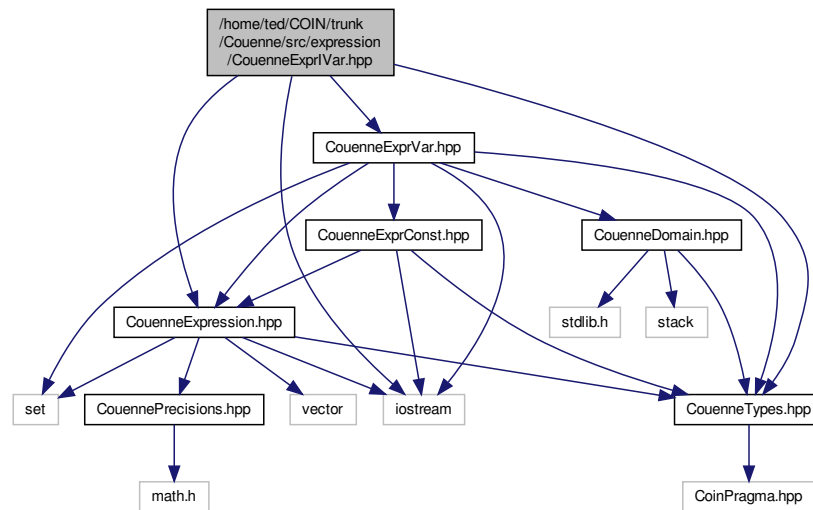 /home/ted/COIN/trunk
/Couenne/src/expression
/CouenneExprIVar.hpp
CouenneExprVar.hpp
CouenneExprConst.hpp
CouenneDomain.hpp
CouenneExpression.hpp
stdlib.h
stack
set
CouennePrecisions.hpp
vector
iostream
CouenneTypes.hpp
math.h
CoinPragma.hpp